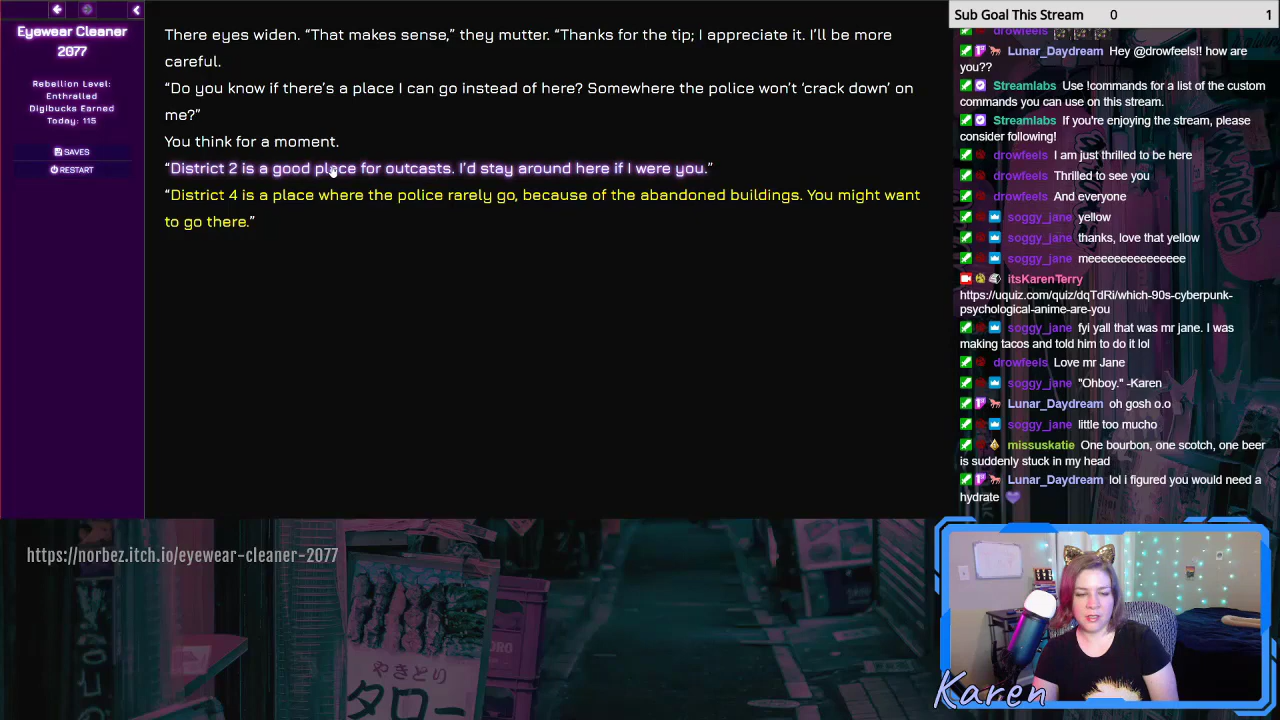 Eyewear Cleaner
2077
Rebellion Level:
Enthralled
Digibucks Earned
Today: 115
SAVES
RESTART
There eyes widen. “That makes sense,” they mutter. “Thanks for the tip; I appreciate it. I’ll be more
careful.
“Do you know if there’s a place I can go instead of here? Somewhere the police won’t ‘crack down’ on
me?”
You think for a moment.
“District 2 is a good place for outcasts. I’d stay around here if I were you.”
“District 4 is a place where the police rarely go, because of the abandoned buildings. You might want
to go there.”
Sub Goal This Stream 0 1
drowfeels
Lunar_Daydream Hey @drowfeels!! how are
you??
Streamlabs Use !commands for a list of the custom
commands you can use on this stream.
Streamlabs If you're enjoying the stream, please
consider following!
drowfeels I am just thrilled to be here
drowfeels Thrilled to see you
drowfeels And everyone
soggy_jane yellow
soggy_jane thanks, love that yellow
soggy_jane meeeeeeeeeeeeeee
itsKarenTerry
https://uquiz.com/quiz/dqTdRi/which-90s-cyberpunk-
psychological-anime-are-you
soggy_jane fyi yall that was mr jane. I was
making tacos and told him to do it lol
drowfeels Love mr Jane
soggy_jane "Ohboy." -Karen
Lunar_Daydream oh gosh o.o
soggy_jane little too mucho
missuskatie One bourbon, one scotch, one beer
is suddenly stuck in my head
Lunar_Daydream lol i figured you would need a
hydrate
https://norbez.itch.io/eyewear-cleaner-2077
やきとり
タワー
Karen